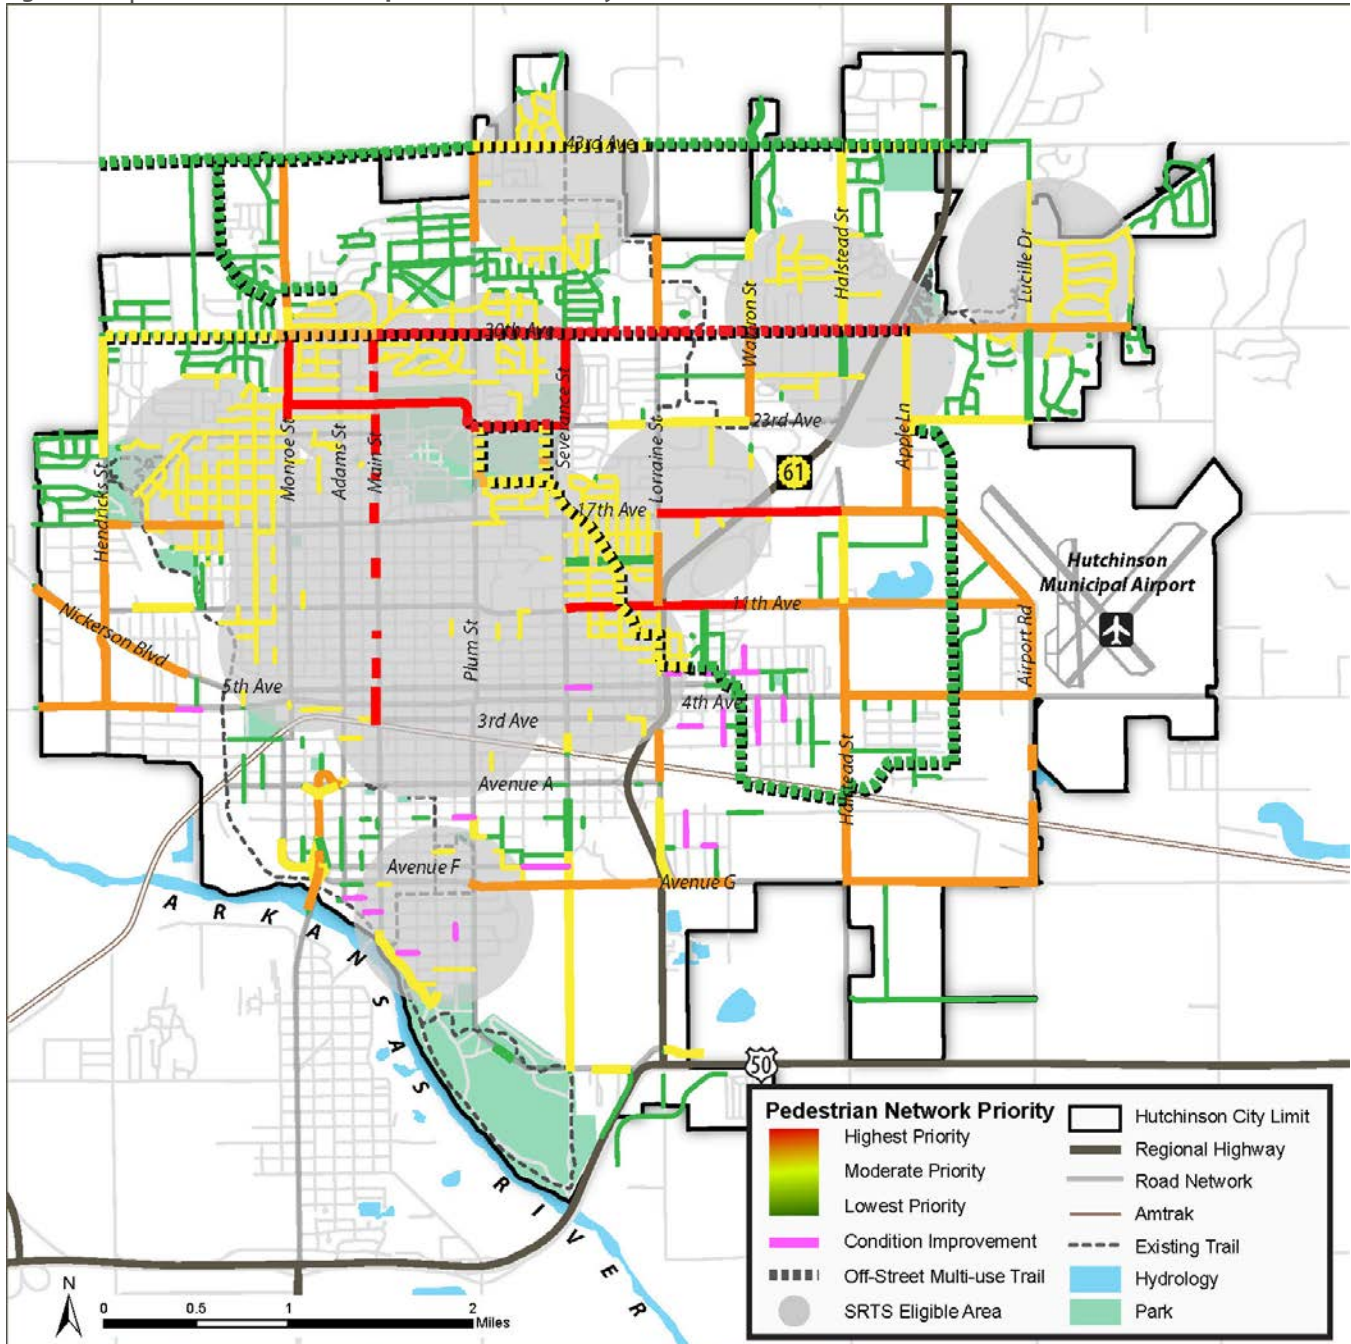 43rd Ave
Halstead St
Lucille Dr
30th Ave
Waldron St
Severance St
23rd Ave
Monroe St
Adams St
Main St
Lorraine St
Apple Ln
Hendricks St
61
17th Ave
Hutchinson
Municipal Airport
11th Ave
Nickerson Blvd
Plum St
Airport Rd
5th Ave
4th Ave
3rd Ave
Halstead St
Avenue A
Avenue F
Avenue G
ARKANSAS RIVER
50
Pedestrian Network Priority
Highest Priority
Moderate Priority
Lowest Priority
Condition Improvement
Off-Street Multi-use Trail
SRTS Eligible Area
Hutchinson City Limit
Regional Highway
Road Network
Amtrak
Existing Trail
Hydrology
Park
N
0 0.5 1 2
Miles